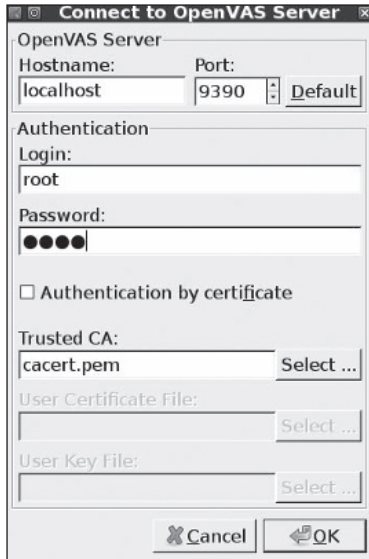 Connect to OpenVAS Server
OpenVAS Server
Hostname: Port:
localhost 9390 Default
Authentication
Login:
root
Password:
●●●●
Authentication by certificate
Trusted CA:
cacert.pem Select ...
User Certificate File:
Select ...
User Key File:
Select ...
Cancel OK